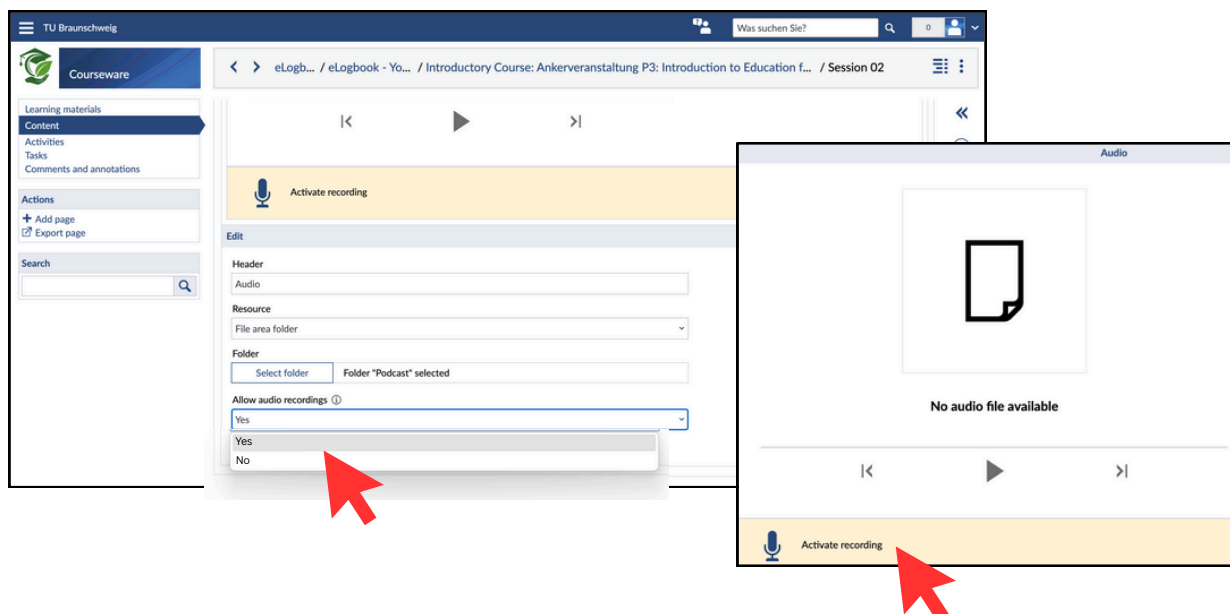 TU Braunschweig
Was suchen Sie?
0
Courseware
eLogb... / eLogbook - Yo... / Introductory Course: Ankerveranstaltung P3: Introduction to Education f... / Session 02
Learning materials
Content
Activities
Tasks
Comments and annotations
Actions
Add page
Export page
Search
Activate recording
Edit
Header
Audio
Resource
File area folder
Folder
Select folder Folder "Podcast" selected
Allow audio recordings
Yes
Yes
No
Audio
No audio file available
Activate recording